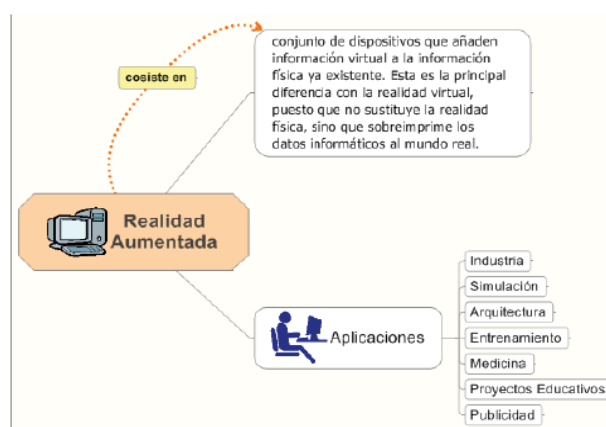 conjunto de dispositivos que añaden
información virtual a la información
física ya existente. Esta es la principal
diferencia con la realidad virtual,
puesto que no sustituye la realidad
física, sino que sobreimprime los
datos informáticos al mundo real.
cosiste en
Realidad
Aumentada
Aplicaciones
Industria
Simulación
Arquitectura
Entrenamiento
Medicina
Proyectos Educativos
Publicidad